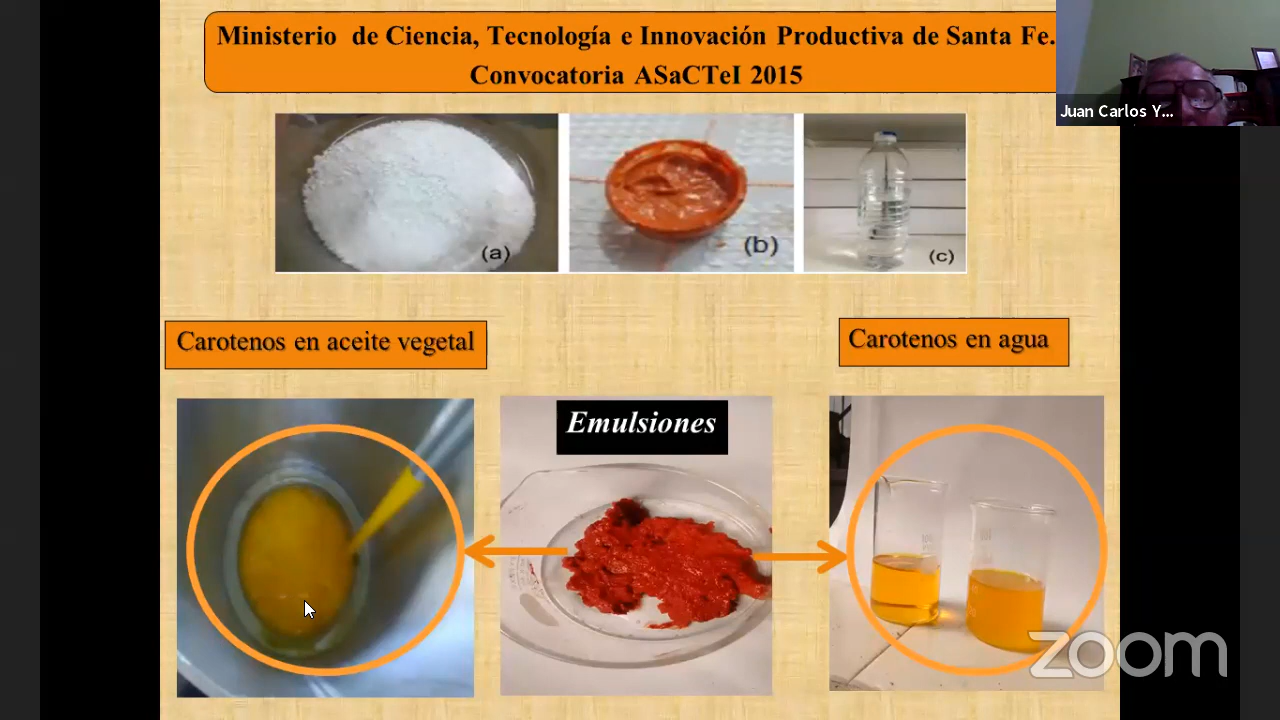 Ministerio de Ciencia, Tecnología e Innovación Productiva de Santa Fe.
Convocatoria ASaCTeI 2015
Juan Carlos Y...
(a)
(b)
(c)
Carotenos en aceite vegetal
Carotenos en agua
Emulsiones
zoom